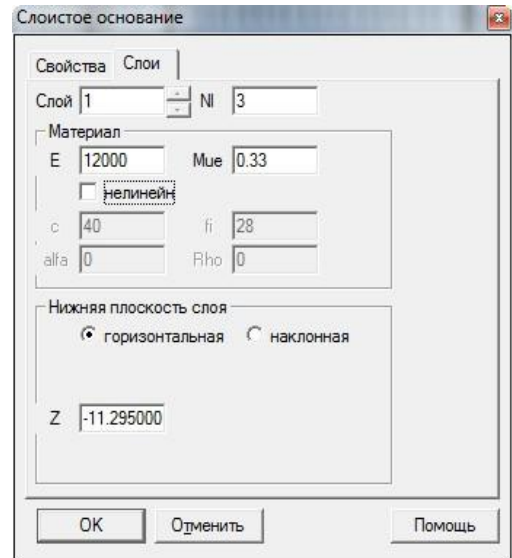 Слоистое основание
Свойства Слои
Слой 1 Nl 3
Материал
E 12000 Mue 0.33
нелинейн
c 40 fi 28
alfa 0 Rho 0
Нижняя плоскость слоя
горизонтальная наклонная
Z -11.295000
OK Отменить Помощь